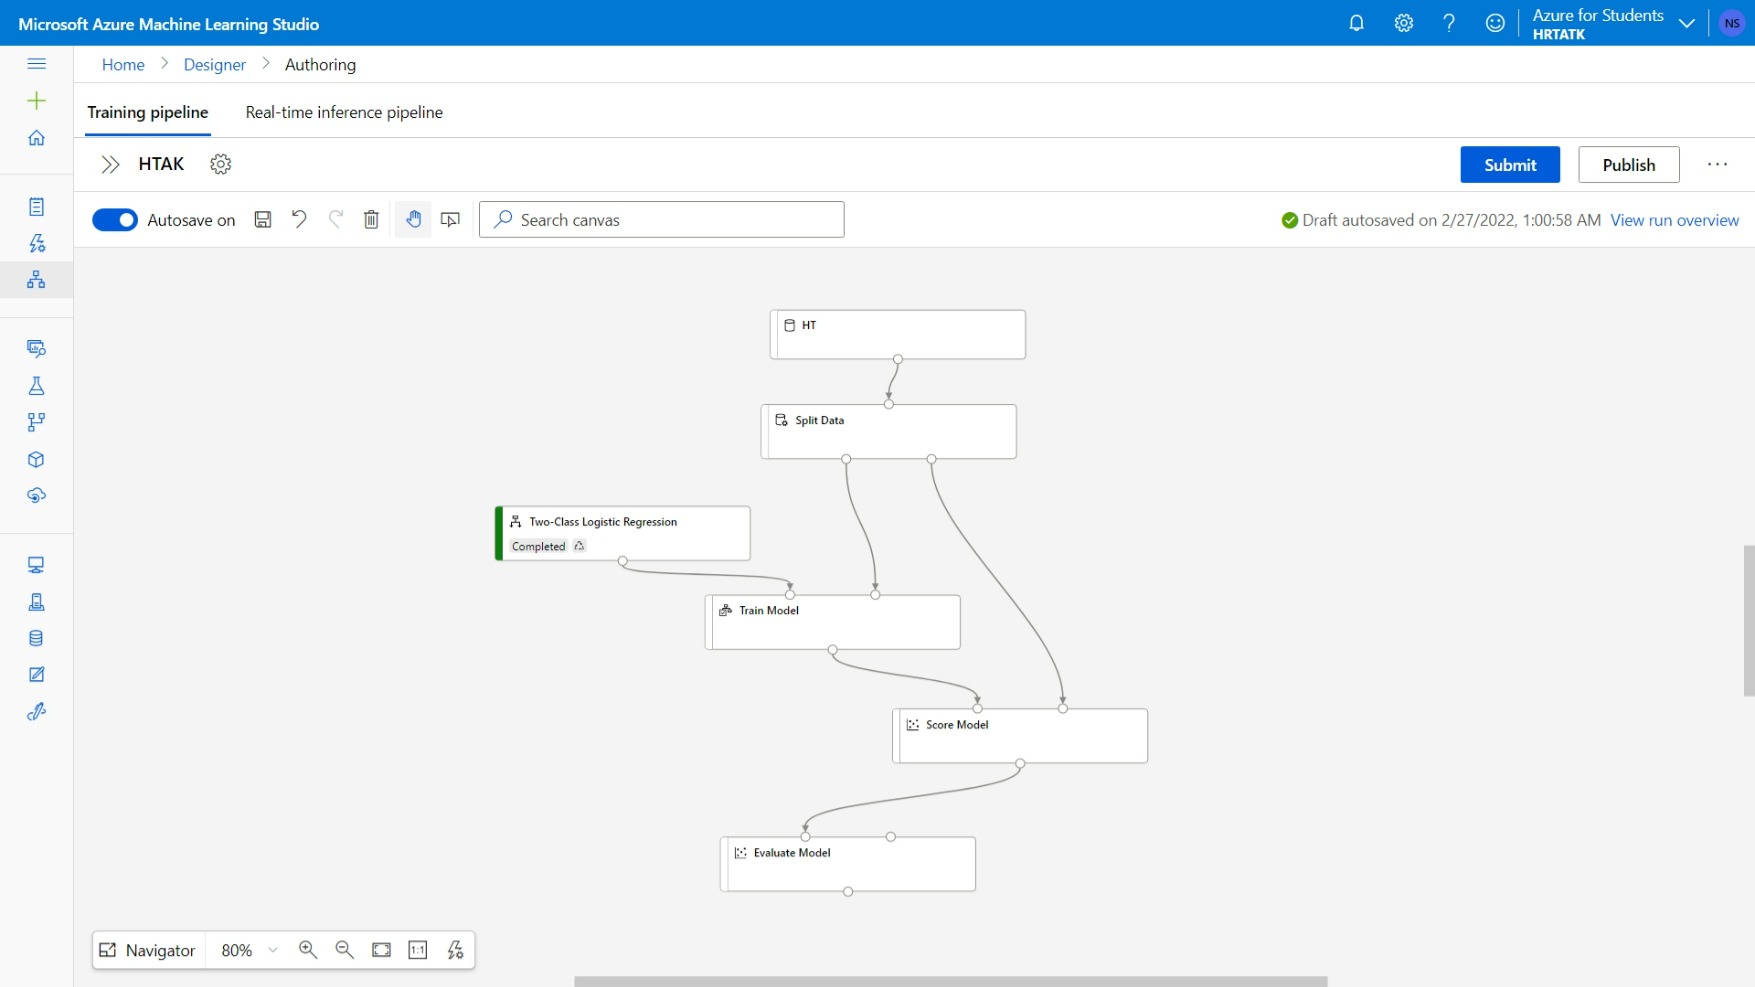 Microsoft Azure Machine Learning Studio
Azure for Students
HRTATK
NS
Home > Designer > Authoring
Training pipeline
Real-time inference pipeline
HTAK
Submit
Publish
Autosave on
Search canvas
Draft autosaved on 2/27/2022, 1:00:58 AM
View run overview
HT
Split Data
Two-Class Logistic Regression
Completed
Train Model
Score Model
Evaluate Model
Navigator
80%
1:1